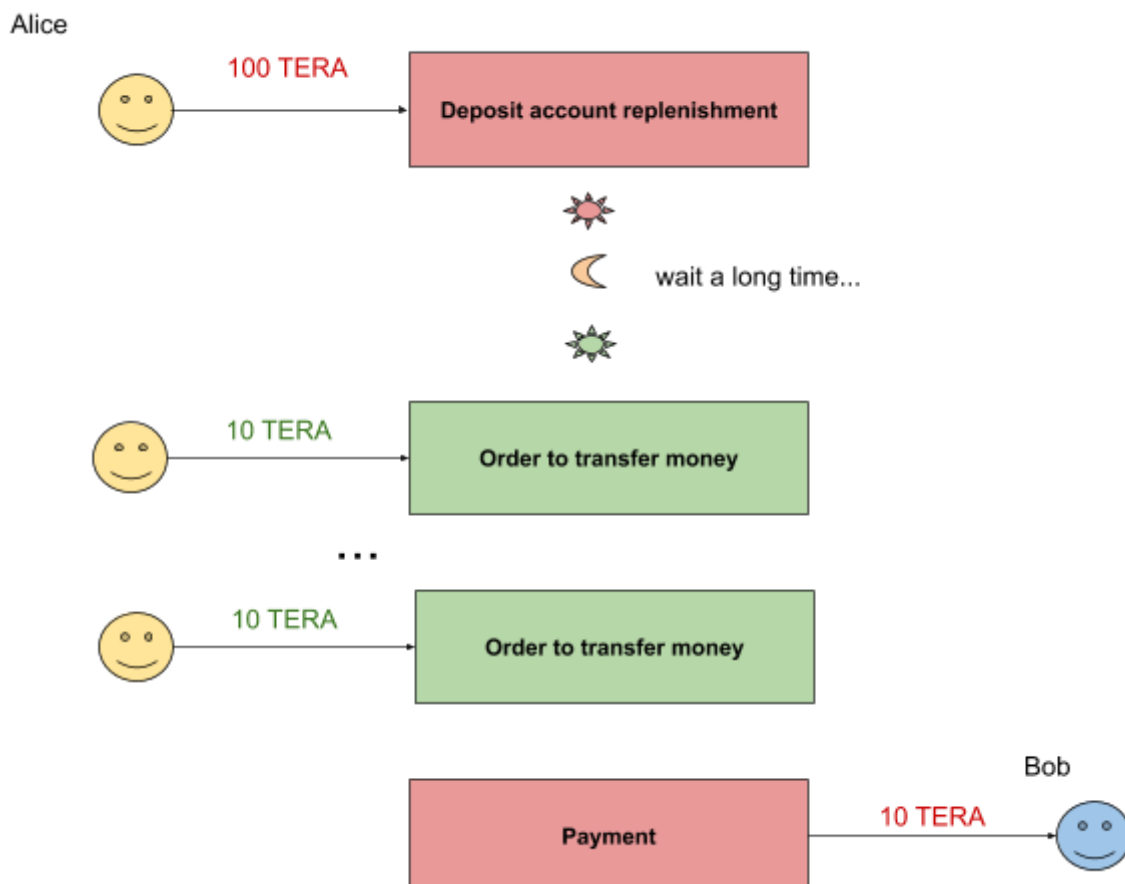 Alice
100 TERA
Deposit account replenishment
wait a long time...
10 TERA
Order to transfer money
...
10 TERA
Order to transfer money
Bob
Payment
10 TERA